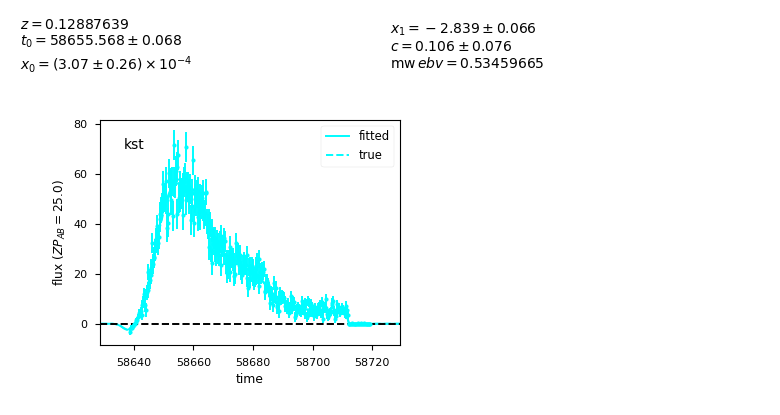 z = 0.12887639
t₀ = 58655.568 ± 0.068
x₀ = (3.07 ± 0.26) × 10⁻⁴
x₁ = −2.839 ± 0.066
c = 0.106 ± 0.076
mw ebv = 0.53459665
kst
fitted
true
flux (ZP_AB = 25.0)
80
60
40
20
0
58640 58660 58680 58700 58720
time